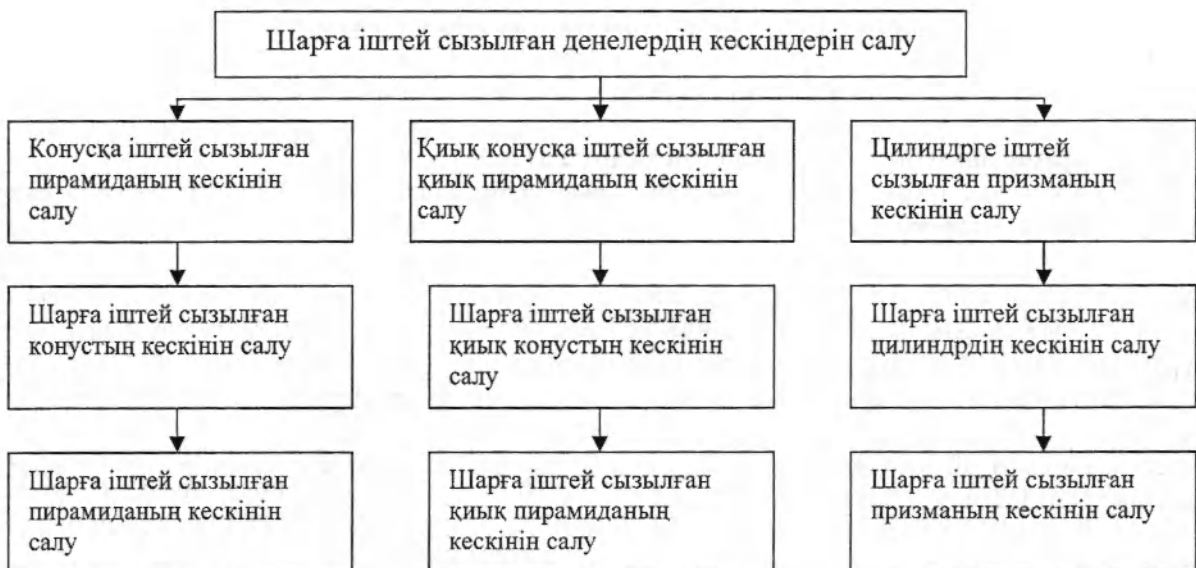 Шарға іштей сызылған денелердің кескіндерін салу
Конусқа іштей сызылған
пирамиданың кескінін
салу
Қиық конусқа іштей сызылған
қиық пирамиданың кескінін
салу
Цилиндрге іштей
сызылған призманың
кескінін салу
Шарға іштей сызылған
конустың кескінін салу
Шарға іштей сызылған
қиық конустың кескінін
салу
Шарға іштей сызылған
цилиндрдің кескінін салу
Шарға іштей сызылған
пирамиданың кескінін
салу
Шарға іштей сызылған
қиық пирамиданың
кескінін салу
Шарға іштей сызылған
призманың кескінін салу